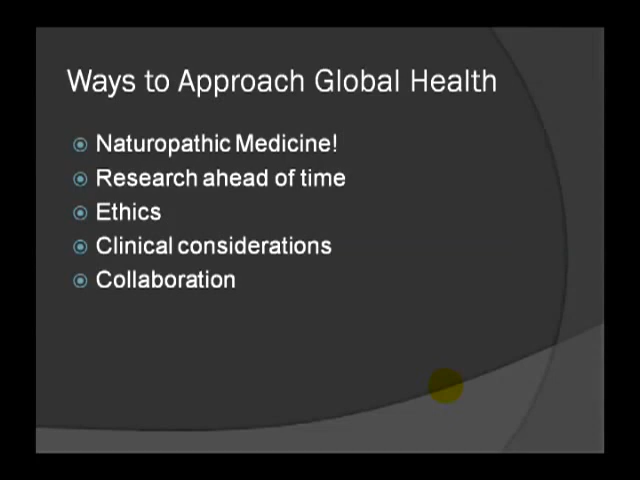 Ways to Approach Global Health
Naturopathic Medicine!
Research ahead of time
Ethics
Clinical considerations
Collaboration